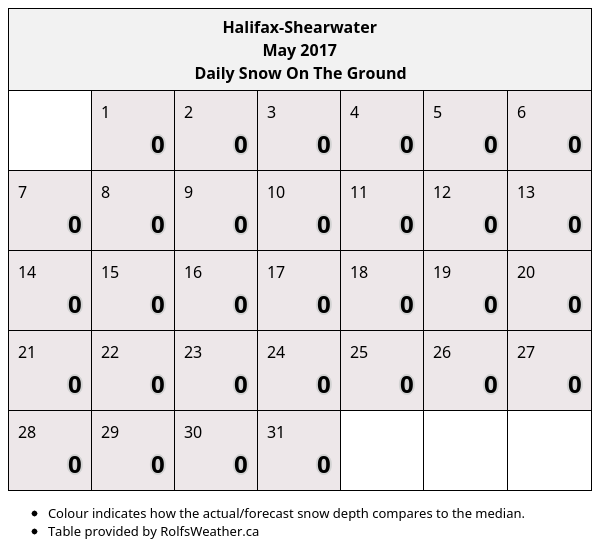 Halifax-Shearwater
May 2017
Daily Snow On The Ground
1 2 3 4 5 6
0 0 0 0 0 0
7 8 9 10 11 12 13
0 0 0 0 0 0 0
14 15 16 17 18 19 20
0 0 0 0 0 0 0
21 22 23 24 25 26 27
0 0 0 0 0 0 0
28 29 30 31
0 0 0 0
• Colour indicates how the actual/forecast snow depth compares to the median.
• Table provided by RolfsWeather.ca